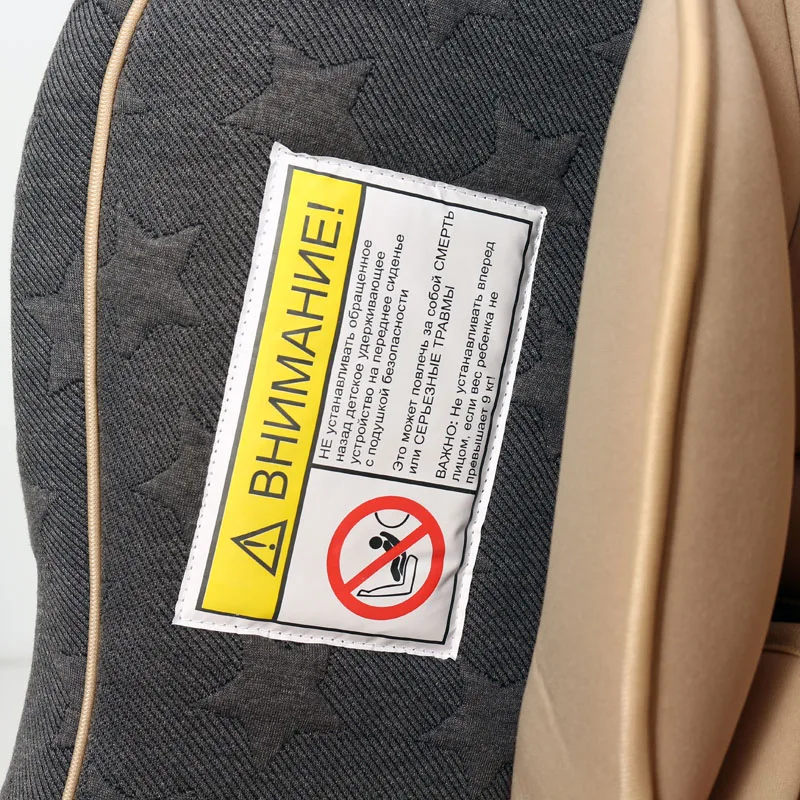 ВНИМАНИЕ!
НЕ устанавливать обращенное
назад детское удерживающее
устройство на переднее сиденье
с подушкой безопасности
Это может повлечь за собой СМЕРТЬ
или СЕРЬЕЗНЫЕ ТРАВМЫ
ВАЖНО: Не устанавливать вперед
лицом, если вес ребенка не
превышает 9 кг!